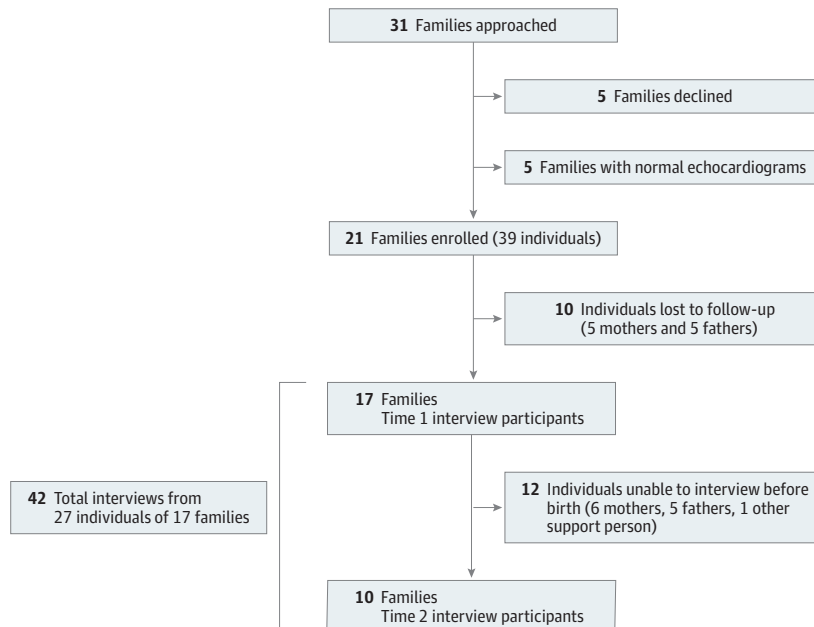 31 Families approached
5 Families declined
5 Families with normal echocardiograms
21 Families enrolled (39 individuals)
10 Individuals lost to follow-up
(5 mothers and 5 fathers)
17 Families
Time 1 interview participants
42 Total interviews from
27 individuals of 17 families
12 Individuals unable to interview before
birth (6 mothers, 5 fathers, 1 other
support person)
10 Families
Time 2 interview participants